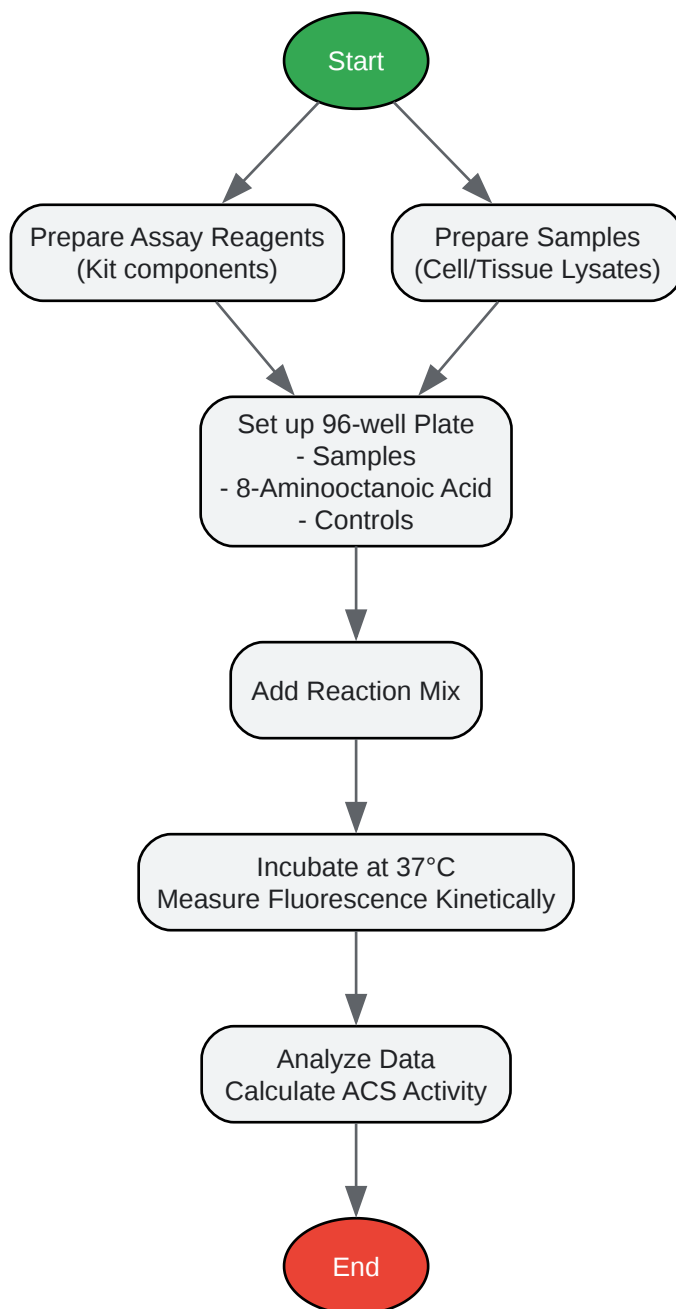 Start
Prepare Assay Reagents
(Kit components)
Prepare Samples
(Cell/Tissue Lysates)
Set up 96-well Plate
- Samples
- 8-Aminooctanoic Acid
- Controls
Add Reaction Mix
Incubate at 37°C
Measure Fluorescence Kinetically
Analyze Data
Calculate ACS Activity
End